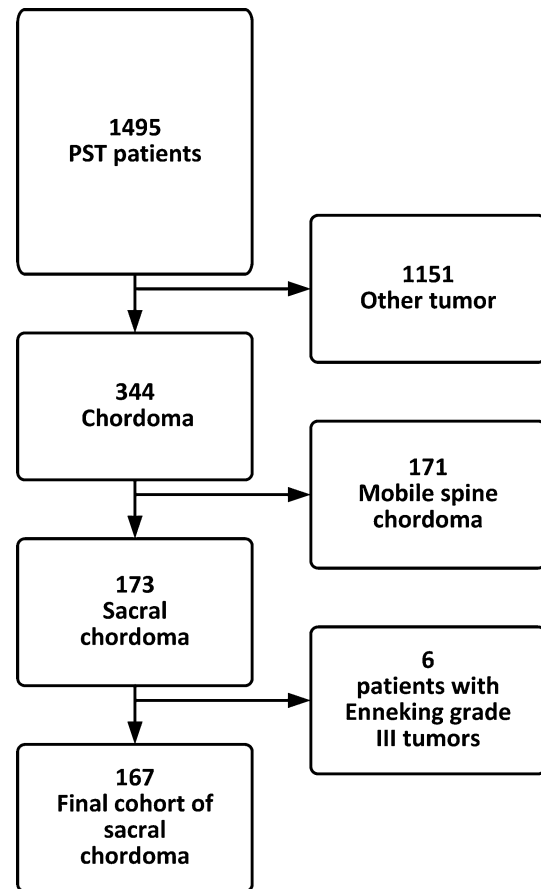 1495
PST patients
1151
Other tumor
344
Chordoma
171
Mobile spine
chordoma
173
Sacral
chordoma
6
patients with
Enneking grade
III tumors
167
Final cohort of
sacral
chordoma